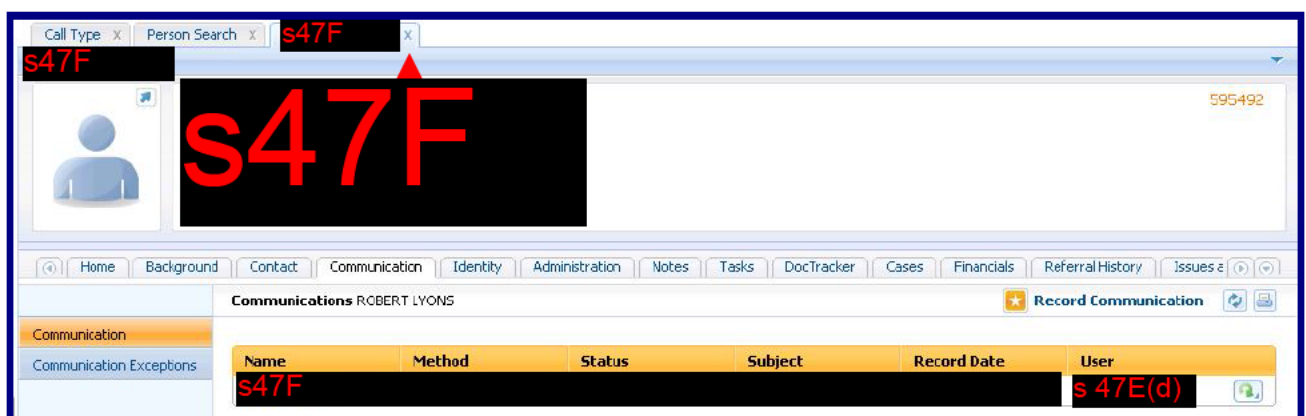 Call Type X Person Search X s47F X
s47F
595492
s47F
Home Background Contact Communication Identity Administration Notes Tasks DocTracker Cases Financials Referral History Issues a
Communications ROBERT LYONS Record Communication
Communication
Communication Exceptions Name Method Status Subject Record Date User
s47F s 47E(d)